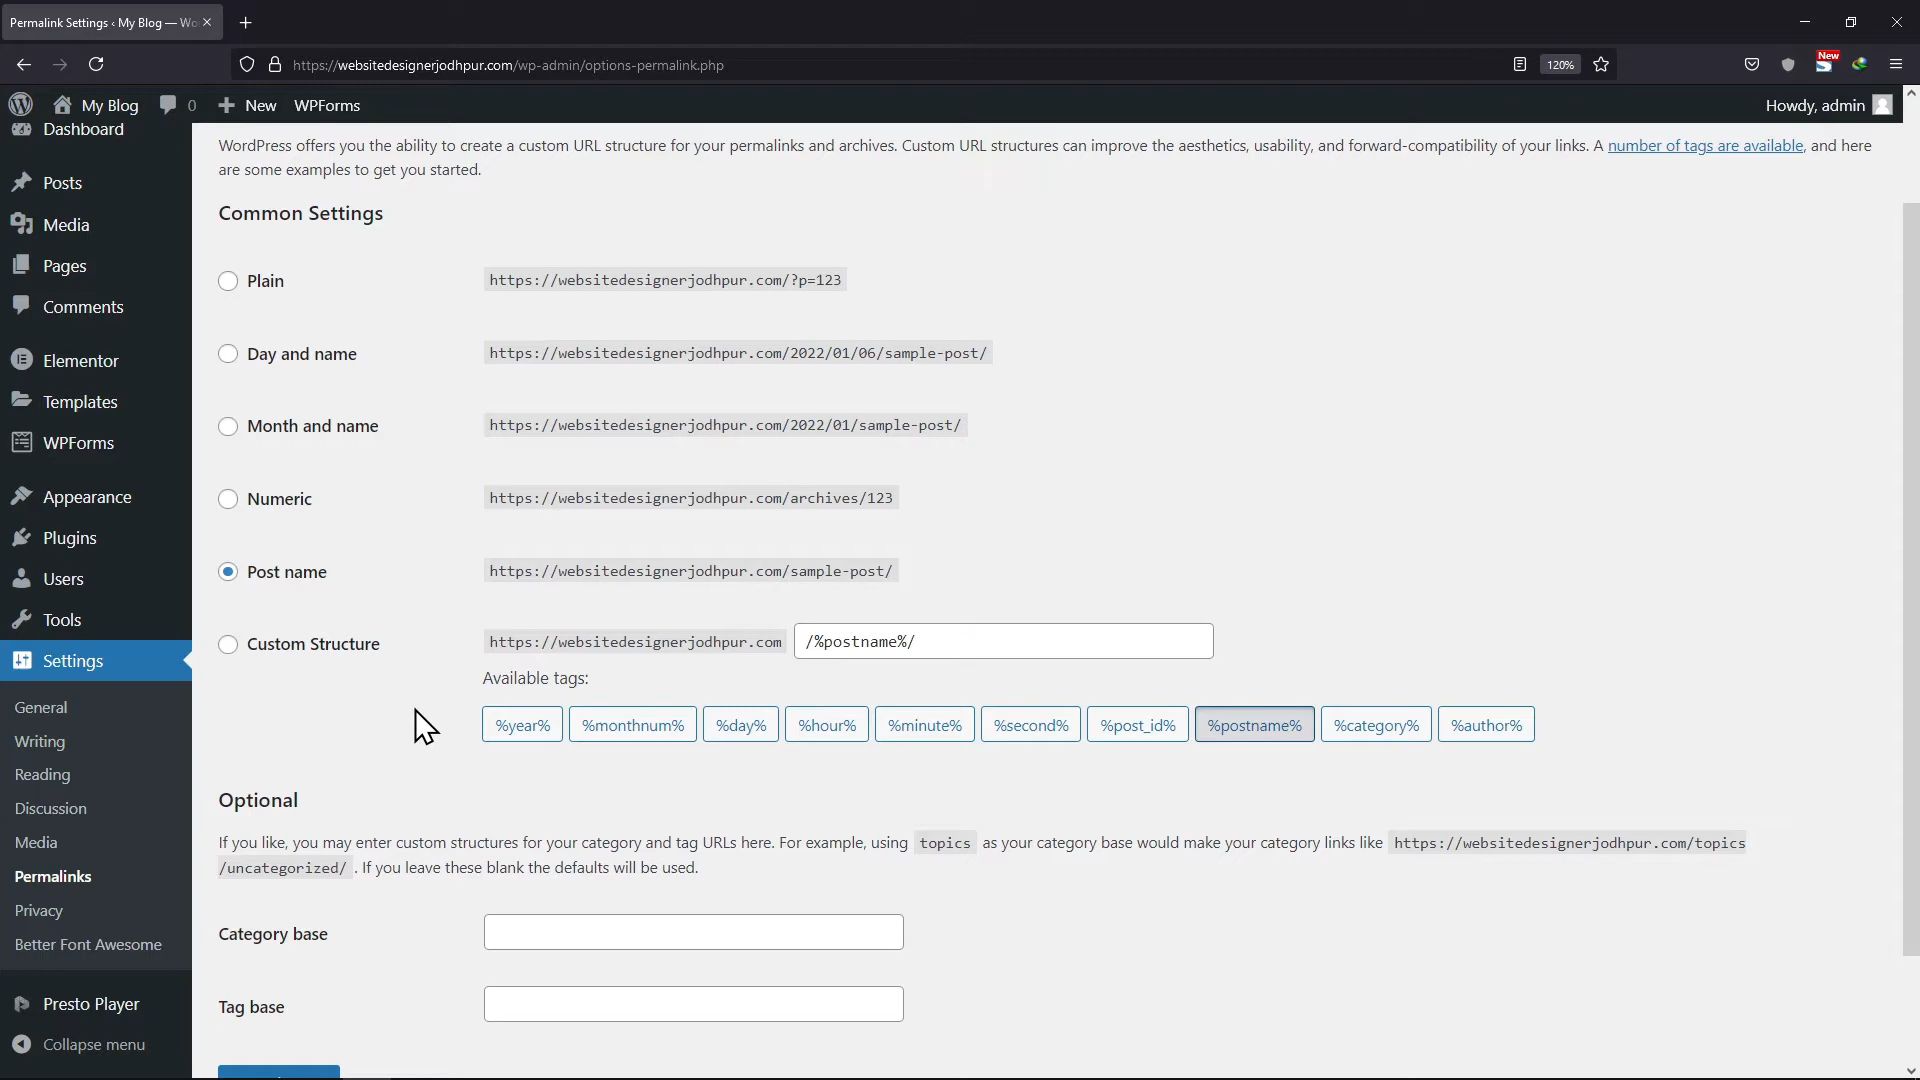 Permalink Settings ‹ My Blog — Wo
https://websitedesignerjodhpur.com/wp-admin/options-permalink.php
120%
New
My Blog
0
New
WPForms
Howdy, admin
Dashboard
Posts
Media
Pages
Comments
Elementor
Templates
WPForms
Appearance
Plugins
Users
Tools
Settings
General
Writing
Reading
Discussion
Media
Permalinks
Privacy
Better Font Awesome
Presto Player
Collapse menu
WordPress offers you the ability to create a custom URL structure for your permalinks and archives. Custom URL structures can improve the aesthetics, usability, and forward-compatibility of your links. A number of tags are available, and here
are some examples to get you started.
Common Settings
Plain https://websitedesignerjodhpur.com/?p=123
Day and name https://websitedesignerjodhpur.com/2022/01/06/sample-post/
Month and name https://websitedesignerjodhpur.com/2022/01/sample-post/
Numeric https://websitedesignerjodhpur.com/archives/123
Post name https://websitedesignerjodhpur.com/sample-post/
Custom Structure https://websitedesignerjodhpur.com /%postname%/
Available tags:
%year% %monthnum% %day% %hour% %minute% %second% %post_id% %postname% %category% %author%
Optional
If you like, you may enter custom structures for your category and tag URLs here. For example, using topics as your category base would make your category links like https://websitedesignerjodhpur.com/topics
/uncategorized/ . If you leave these blank the defaults will be used.
Category base
Tag base